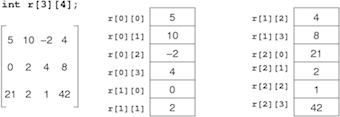 int r[3][4];
5 10 -2 4
0 2 4 8
21 2 1 42
r[0][0] 5
r[0][1] 10
r[0][2] -2
r[0][3] 4
r[1][0] 0
r[1][1] 2
r[1][2] 4
r[1][3] 8
r[2][0] 21
r[2][1] 2
r[2][2] 1
r[2][3] 42